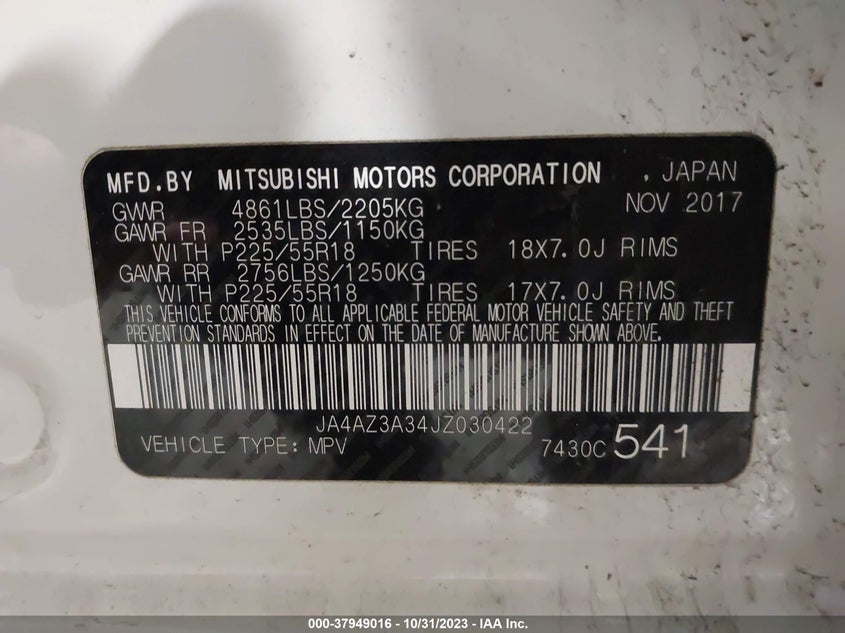 MFD.BY MITSUBISHI MOTORS CORPORATION , JAPAN
GVWR 4861LBS/2205KG NOV 2017
GAWR FR 2535LBS/1150KG
WITH P225/55R18 TIRES 18X7.0J RIMS
GAWR RR 2756LBS/1250KG
WITH P225/55R18 TIRES 17X7.0J RIMS
THIS VEHICLE CONFORMS TO ALL APPLICABLE FEDERAL MOTOR VEHICLE SAFETY AND THEFT
PREVENTION STANDARDS IN EFFECT ON THE DATE OF MANUFACTURE SHOWN ABOVE.
JA4AZ3A34JZ030422
VEHICLE TYPE: MPV 7430C 541
000-37949016 - 10/31/2023 - IAA Inc.